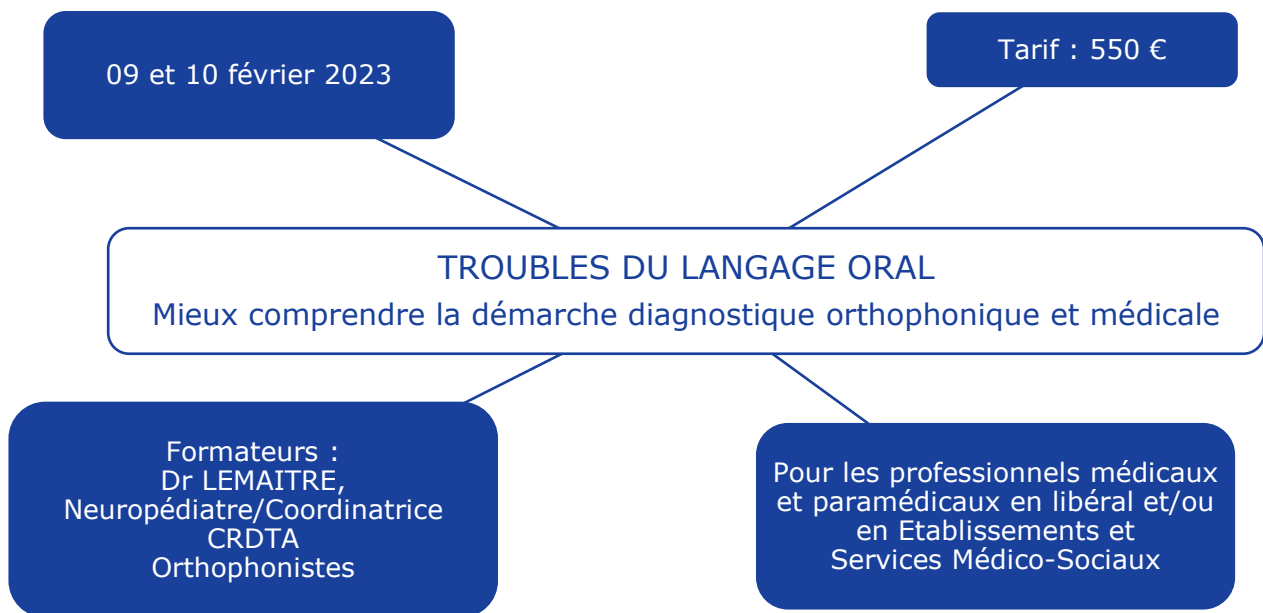 09 et 10 février 2023
Tarif : 550 €
TROUBLES DU LANGAGE ORAL
Mieux comprendre la démarche diagnostique orthophonique et médicale
Formateurs :
Dr LEMAITRE,
Neuropédiatre/Coordinatrice
CRDTA
Orthophonistes
Pour les professionnels médicaux
et paramédicaux en libéral et/ou
en Etablissements et
Services Médico-Sociaux